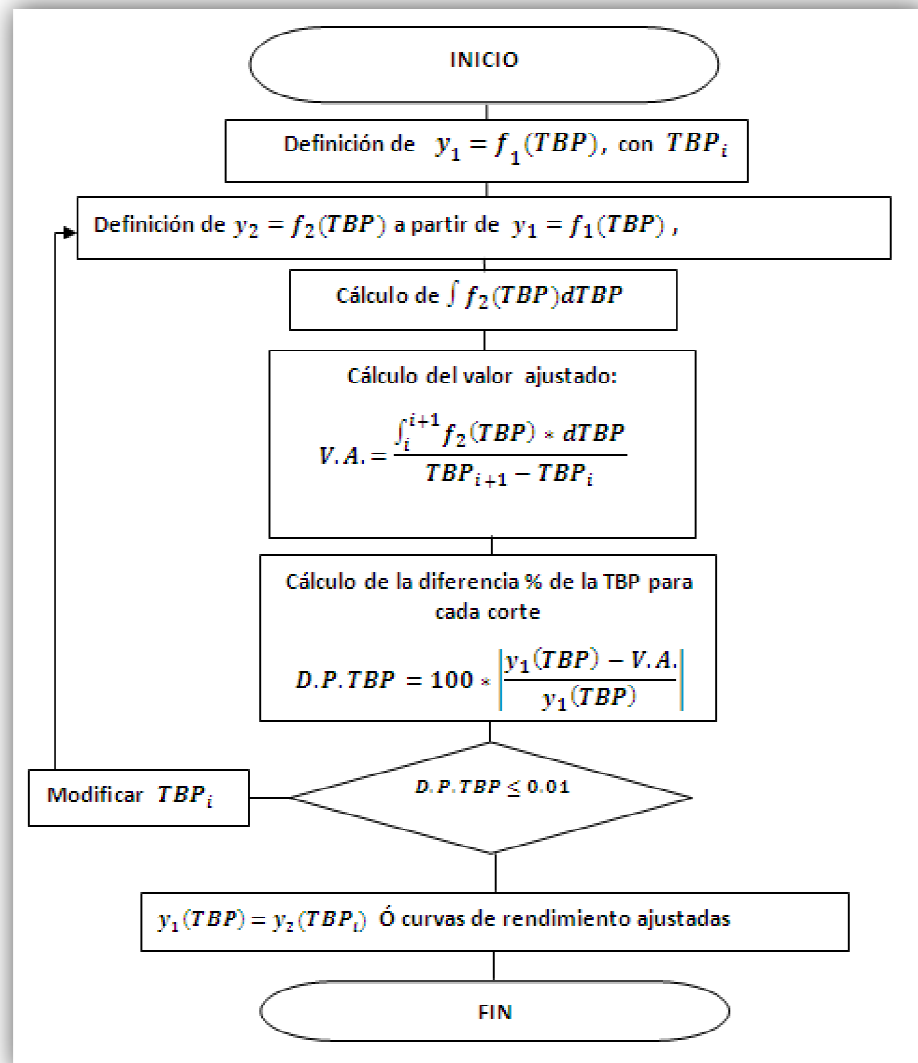 INICIO
Definición de y₁ = f₁(TBP), con TBPᵢ
Definición de y₂ = f₂(TBP) a partir de y₁ = f₁(TBP) ,
Cálculo de ∫ f₂(TBP)dTBP
Cálculo del valor ajustado:
V.A. = \frac{∫ᵢ^{i+1} f₂(TBP) * dTBP}{TBP_{i+1} − TBPᵢ}
Cálculo de la diferencia % de la TBP para
cada corte
D.P.TBP = 100 * |\frac{y₁(TBP) − V.A.}{y₁(TBP)}|
D.P.TBP ≤ 0.01
Modificar TBPᵢ
y₁(TBP) = y₂(TBPᵢ) Ó curvas de rendimiento ajustadas
FIN